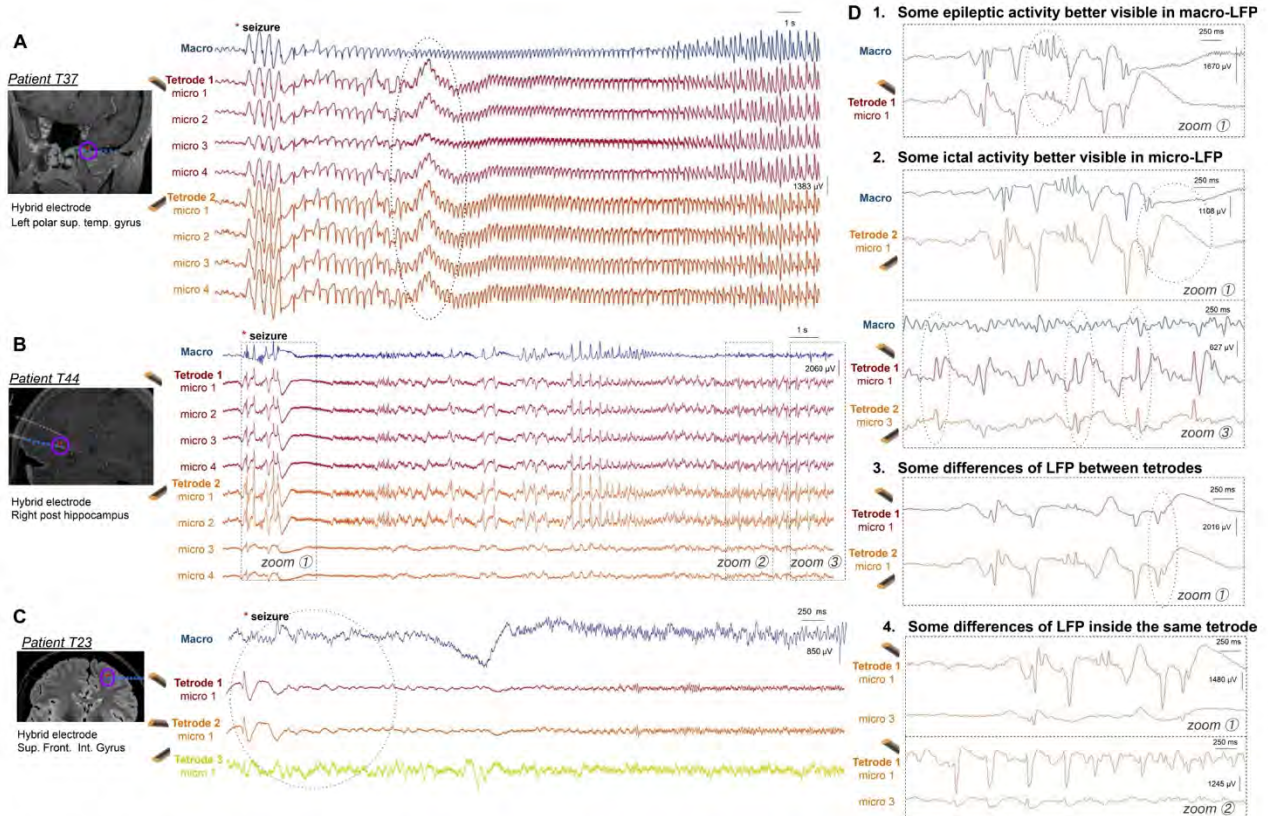 A
Patient T37
Hybrid electrode
Left polar sup. temp. gyrus
* seizure
1 s
Macro
Tetrode 1
micro 1
micro 2
micro 3
micro 4
Tetrode 2
micro 1
micro 2
micro 3
micro 4
1383 µV
B
Patient T44
Hybrid electrode
Right post hippocampus
* seizure
1 s
Macro
2060 µV
Tetrode 1
micro 1
micro 2
micro 3
micro 4
Tetrode 2
micro 1
micro 2
micro 3
micro 4
zoom ①
zoom ②
zoom ③
C
Patient T23
Hybrid electrode
Sup. Front. Int. Gyrus
* seizure
250 ms
850 µV
Macro
Tetrode 1
micro 1
Tetrode 2
micro 1
Tetrode 3
micro 1
D
1. Some epileptic activity better visible in macro-LFP
250 ms
Macro
1670 µV
Tetrode 1
micro 1
zoom ①
2. Some ictal activity better visible in micro-LFP
250 ms
Macro
1108 µV
Tetrode 2
micro 1
zoom ①
250 ms
Macro
627 µV
Tetrode 1
micro 1
Tetrode 2
micro 3
zoom ③
3. Some differences of LFP between tetrodes
250 ms
Tetrode 1
micro 1
2016 µV
Tetrode 2
micro 1
zoom ①
4. Some differences of LFP inside the same tetrode
250 ms
Tetrode 1
micro 1
1480 µV
micro 3
zoom ①
250 ms
Tetrode 1
micro 1
1245 µV
micro 3
zoom ②